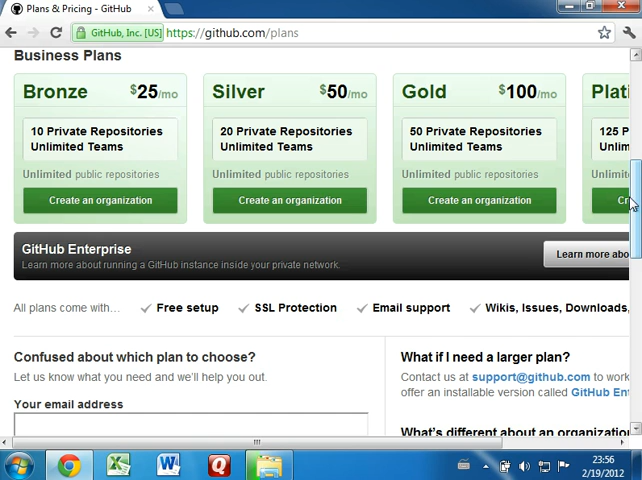 Plans & Pricing - GitHub
GitHub, Inc. [US]
https://github.com/plans
Business Plans
Bronze $25/mo
10 Private Repositories
Unlimited Teams
Unlimited public repositories
Create an organization
Silver $50/mo
20 Private Repositories
Unlimited Teams
Unlimited public repositories
Create an organization
Gold $100/mo
50 Private Repositories
Unlimited Teams
Unlimited public repositories
Create an organization
Plati
125 P
Unlim
Unlimi
Cr
GitHub Enterprise
Learn more about running a GitHub instance inside your private network.
Learn more abo
All plans come with… Free setup SSL Protection Email support Wikis, Issues, Downloads,
Confused about which plan to choose?
Let us know what you need and we'll help you out.
Your email address
What if I need a larger plan?
Contact us at support@github.com to work
offer an installable version called GitHub Ent
What's different about an organization
23:56
2/19/2012